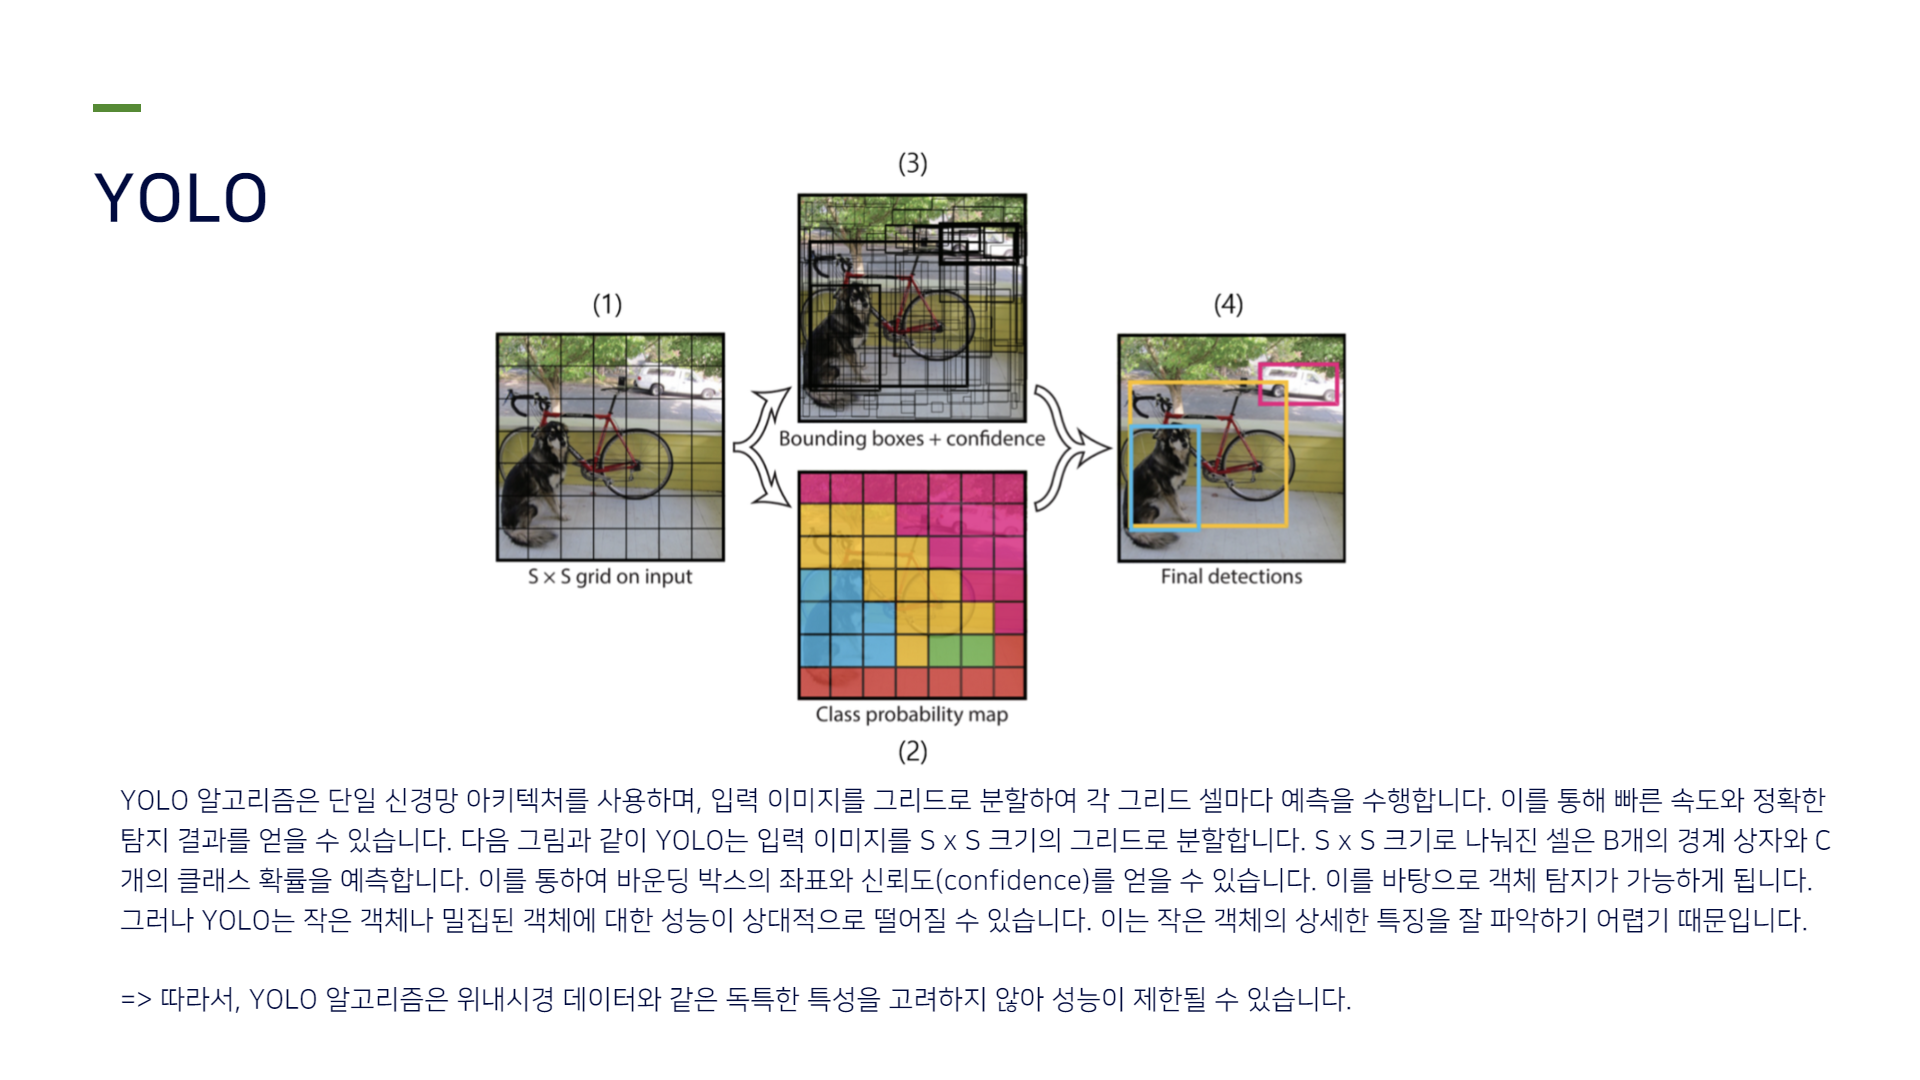 YOLO
(3)
(1)
(4)
Bounding boxes + confidence
S × S grid on input
Final detections
Class probability map
(2)
YOLO 알고리즘은 단일 신경망 아키텍처를 사용하며, 입력 이미지를 그리드로 분할하여 각 그리드 셀마다 예측을 수행합니다. 이를 통해 빠른 속도와 정확한
탐지 결과를 얻을 수 있습니다. 다음 그림과 같이 YOLO는 입력 이미지를 S x S 크기의 그리드로 분할합니다. S x S 크기로 나눠진 셀은 B개의 경계 상자와 C
개의 클래스 확률을 예측합니다. 이를 통하여 바운딩 박스의 좌표와 신뢰도(confidence)를 얻을 수 있습니다. 이를 바탕으로 객체 탐지가 가능하게 됩니다.
그러나 YOLO는 작은 객체나 밀집된 객체에 대한 성능이 상대적으로 떨어질 수 있습니다. 이는 작은 객체의 상세한 특징을 잘 파악하기 어렵기 때문입니다.
=> 따라서, YOLO 알고리즘은 위내시경 데이터와 같은 독특한 특성을 고려하지 않아 성능이 제한될 수 있습니다.